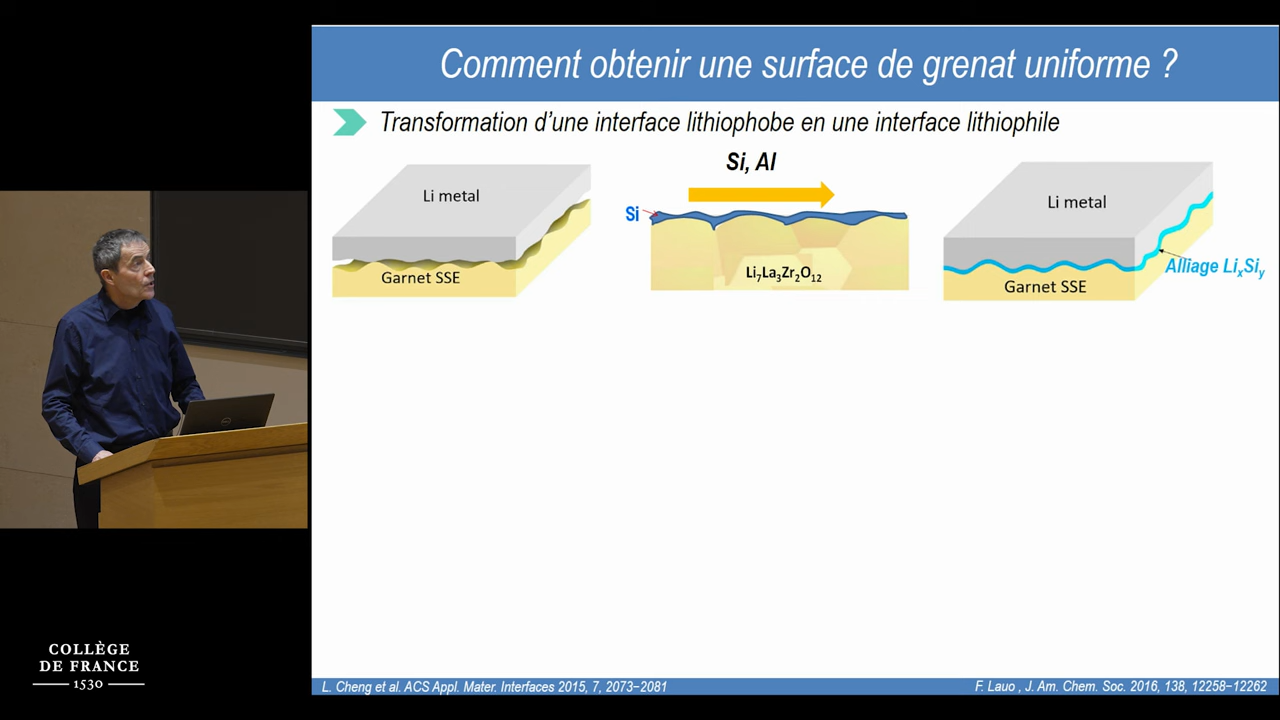 Comment obtenir une surface de grenat uniforme ?
Transformation d'une interface lithiophobe en une interface lithiophile
Li metal
Garnet SSE
Si, Al
Si
Li₇La₃Zr₂O₁₂
Li metal
Alliage LiₓSiᵧ
Garnet SSE
COLLÈGE
DE FRANCE
1530
L. Cheng et al. ACS Appl. Mater. Interfaces 2015, 7, 2073−2081
F. Lauo , J. Am. Chem. Soc. 2016, 138, 12258−12262